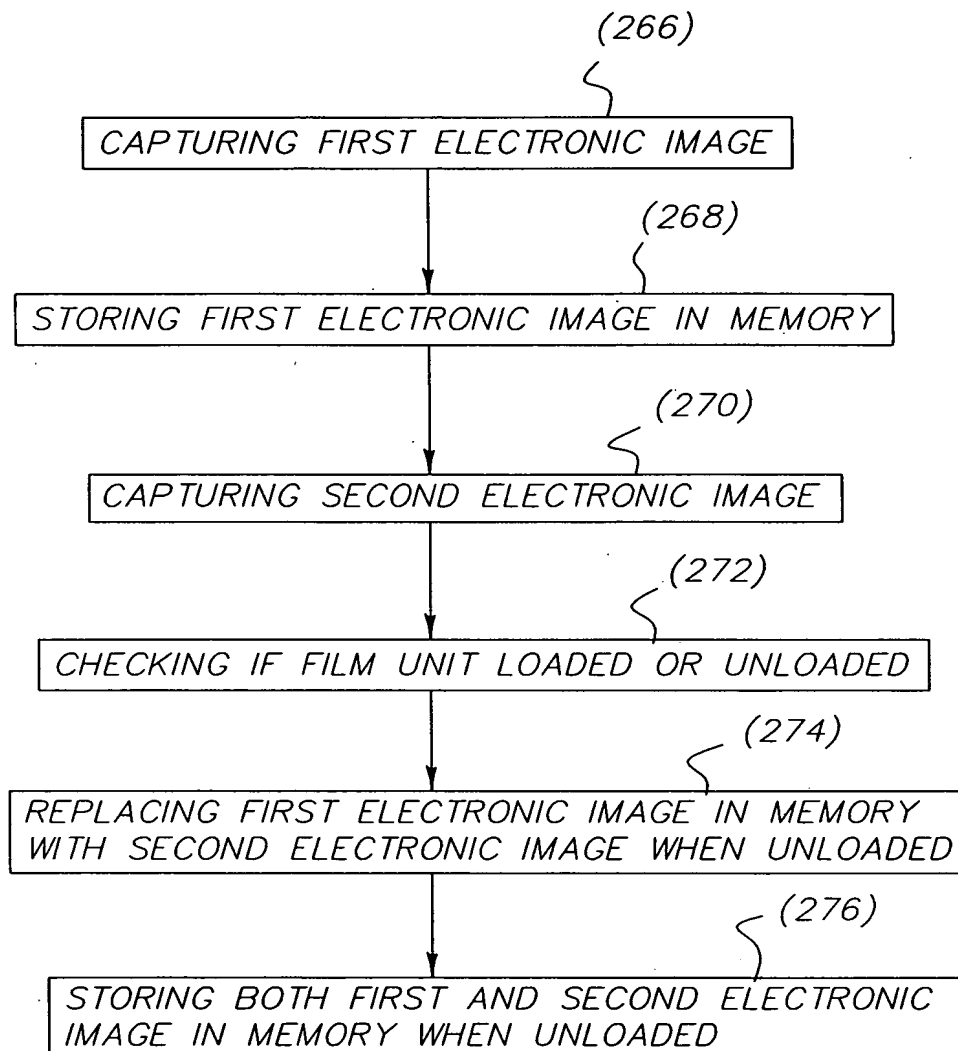 (266)
CAPTURING FIRST ELECTRONIC IMAGE
(268)
STORING FIRST ELECTRONIC IMAGE IN MEMORY
(270)
CAPTURING SECOND ELECTRONIC IMAGE
(272)
CHECKING IF FILM UNIT LOADED OR UNLOADED
(274)
REPLACING FIRST ELECTRONIC IMAGE IN MEMORY
WITH SECOND ELECTRONIC IMAGE WHEN UNLOADED
(276)
STORING BOTH FIRST AND SECOND ELECTRONIC
IMAGE IN MEMORY WHEN UNLOADED